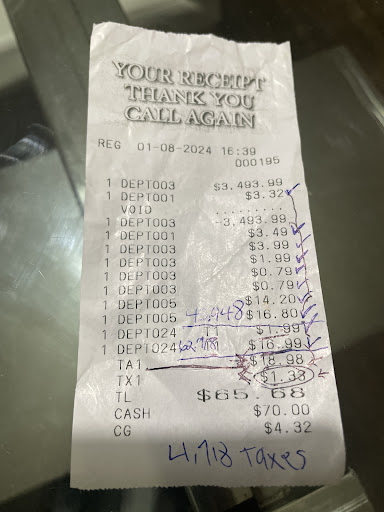 YOUR RECEIPT
THANK YOU
CALL AGAIN
REG 01-08-2024 16:39
000195
1 DEPT003 $3.493.99
1 DEPT001 $3.32
VOID .........
1 DEPT003 -3,493.99
1 DEPT001 $3.49
1 DEPT003 $3.99
1 DEPT003 $1.99
1 DEPT003 $0.79
1 DEPT003 $0.79
1 DEPT005 $14.20
1 DEPT005 $16.80
1 DEPT024 $1.99
1 DEPT024 $16.99
TA1 $18.98
TX1 $1.33
TL $65.68
CASH $70.00
CG $4.32
4,718 Taxes